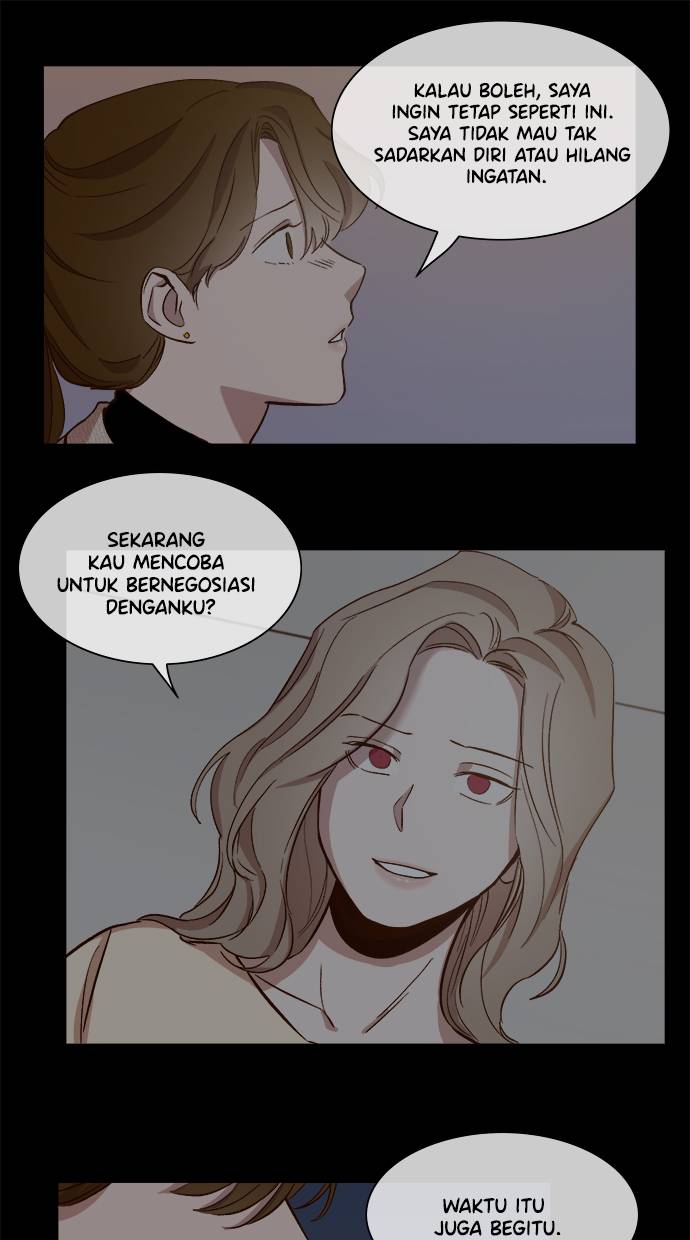 KALAU BOLEH, SAYA
INGIN TETAP SEPERTI INI.
SAYA TIDAK MAU TAK
SADARKAN DIRI ATAU HILANG
INGATAN.
SEKARANG
KAU MENCOBA
UNTUK BERNEGOSIASI
DENGANKU?
WAKTU ITU
JUGA BEGITU.